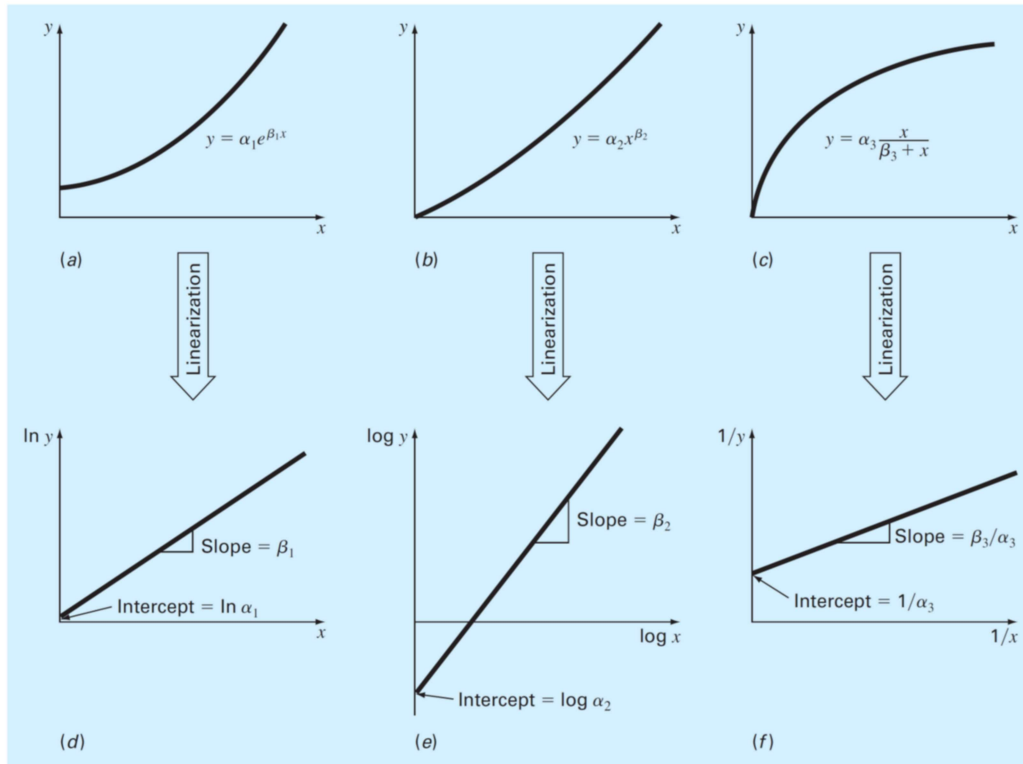 y
y = α₁e^{β₁x}
x
(a)
y
y = α₂x^{β₂}
x
(b)
y
y = α₃ x / (β₃ + x)
x
(c)
Linearization
Linearization
Linearization
ln y
Slope = β₁
Intercept = ln α₁
x
(d)
log y
Slope = β₂
log x
Intercept = log α₂
(e)
1/y
Slope = β₃/α₃
Intercept = 1/α₃
1/x
(f)